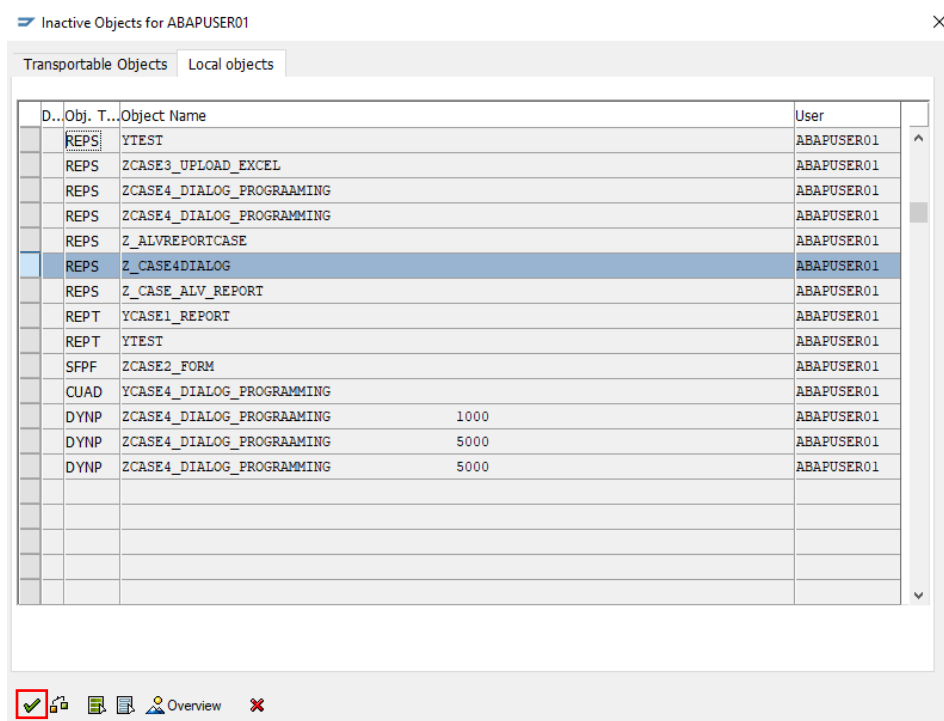 Inactive Objects for ABAPUSER01
Transportable Objects Local objects
D... Obj. T... Object Name User
REPS YTEST ABAPUSER01
REPS ZCASE3_UPLOAD_EXCEL ABAPUSER01
REPS ZCASE4_DIALOG_PROGRAAMING ABAPUSER01
REPS ZCASE4_DIALOG_PROGRAMMING ABAPUSER01
REPS Z_ALVREPORTCASE ABAPUSER01
REPS Z_CASE4DIALOG ABAPUSER01
REPS Z_CASE_ALV_REPORT ABAPUSER01
REPT YCASE1_REPORT ABAPUSER01
REPT YTEST ABAPUSER01
SFPF ZCASE2_FORM ABAPUSER01
CUAD YCASE4_DIALOG_PROGRAMMING ABAPUSER01
DYNP ZCASE4_DIALOG_PROGRAAMING 1000 ABAPUSER01
DYNP ZCASE4_DIALOG_PROGRAAMING 5000 ABAPUSER01
DYNP ZCASE4_DIALOG_PROGRAMMING 5000 ABAPUSER01
Overview